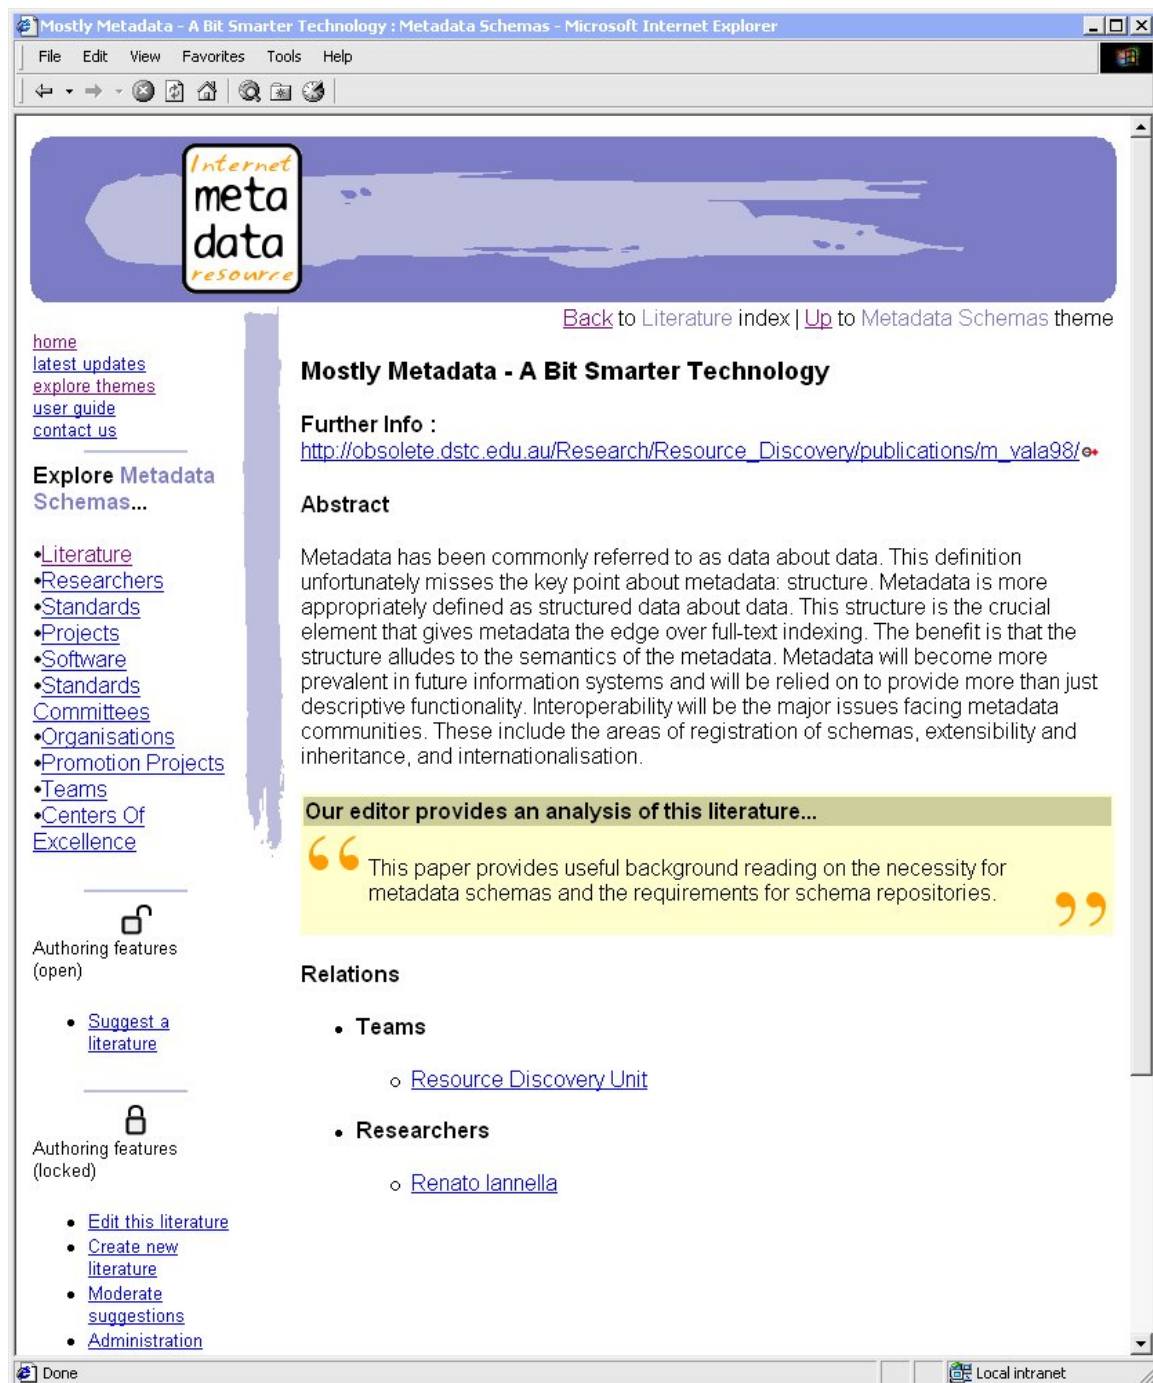 Mostly Metadata - A Bit Smarter Technology : Metadata Schemas - Microsoft Internet Explorer
File Edit View Favorites Tools Help
Internet
meta
data
resource
Back to Literature index | Up to Metadata Schemas theme
home
latest updates
explore themes
user guide
contact us
Explore Metadata
Schemas...
•Literature
•Researchers
•Standards
•Projects
•Software
•Standards
Committees
•Organisations
•Promotion Projects
•Teams
•Centers Of
Excellence
Authoring features
(open)
• Suggest a
literature
Authoring features
(locked)
• Edit this literature
• Create new
literature
• Moderate
suggestions
• Administration
Mostly Metadata - A Bit Smarter Technology
Further Info :
http://obsolete.dstc.edu.au/Research/Resource_Discovery/publications/m_vala98/
Abstract
Metadata has been commonly referred to as data about data. This definition
unfortunately misses the key point about metadata: structure. Metadata is more
appropriately defined as structured data about data. This structure is the crucial
element that gives metadata the edge over full-text indexing. The benefit is that the
structure alludes to the semantics of the metadata. Metadata will become more
prevalent in future information systems and will be relied on to provide more than just
descriptive functionality. Interoperability will be the major issues facing metadata
communities. These include the areas of registration of schemas, extensibility and
inheritance, and internationalisation.
Our editor provides an analysis of this literature...
“ This paper provides useful background reading on the necessity for
metadata schemas and the requirements for schema repositories. ”
Relations
• Teams
○ Resource Discovery Unit
• Researchers
○ Renato Iannella
Done
Local intranet